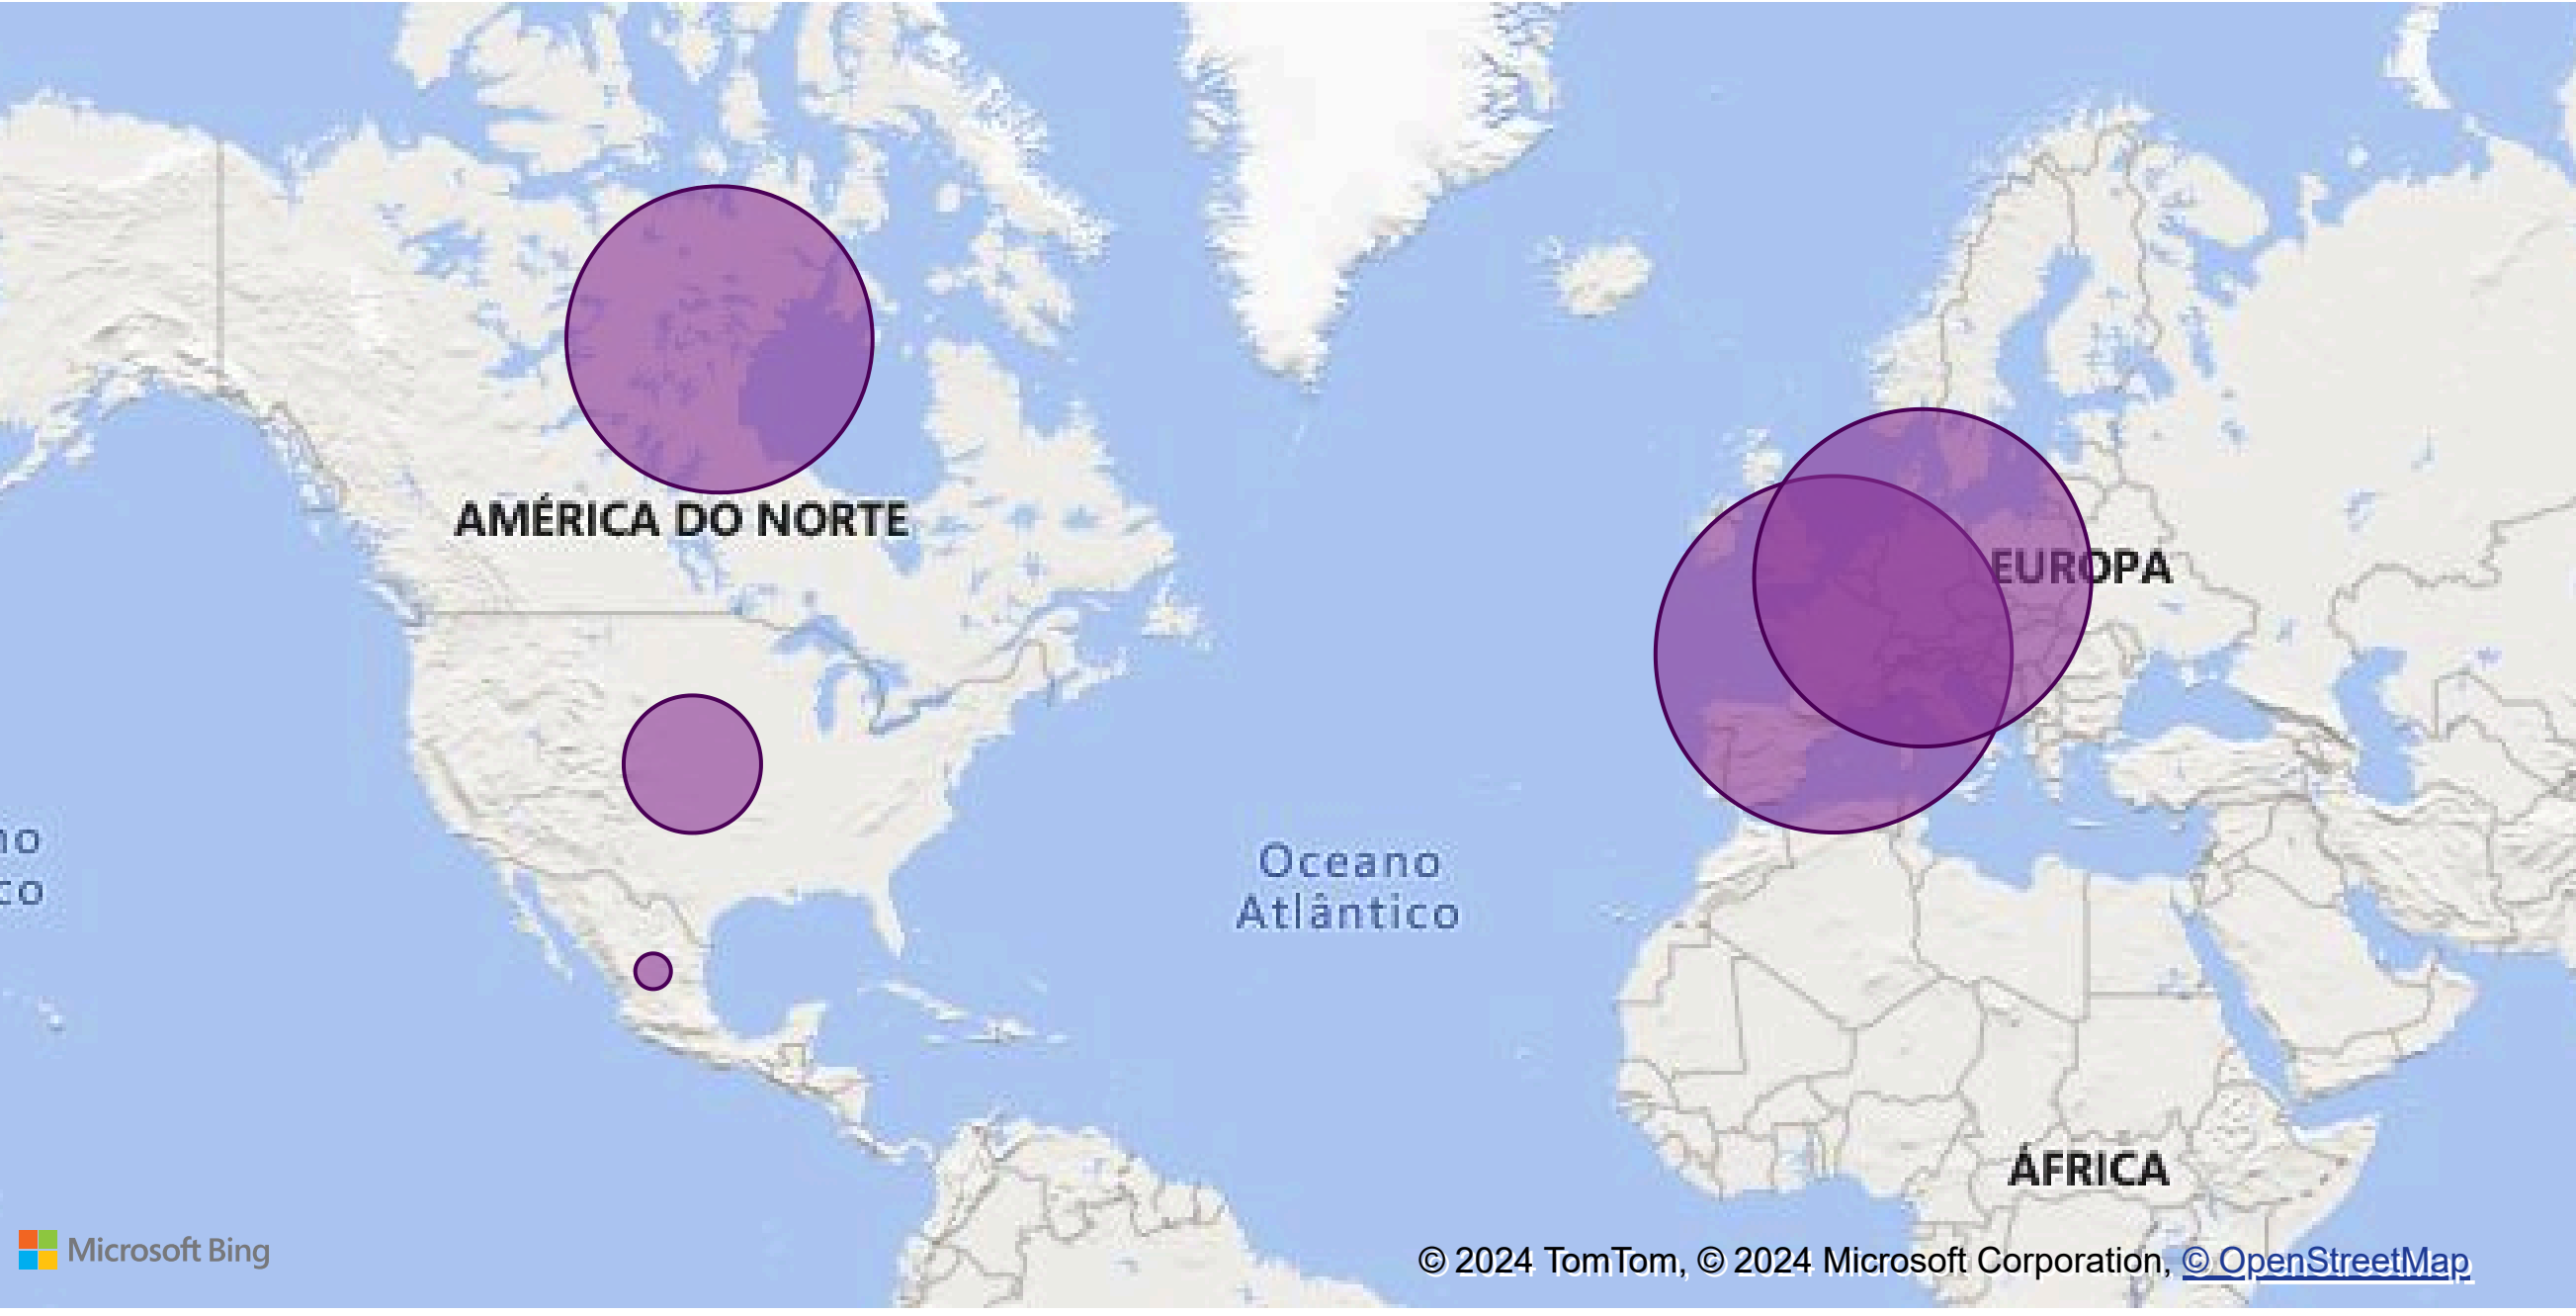 AMÉRICA DO NORTE
EUROPA
Oceano
Atlântico
ÁFRICA
Microsoft Bing
© 2024 TomTom, © 2024 Microsoft Corporation, © OpenStreetMap